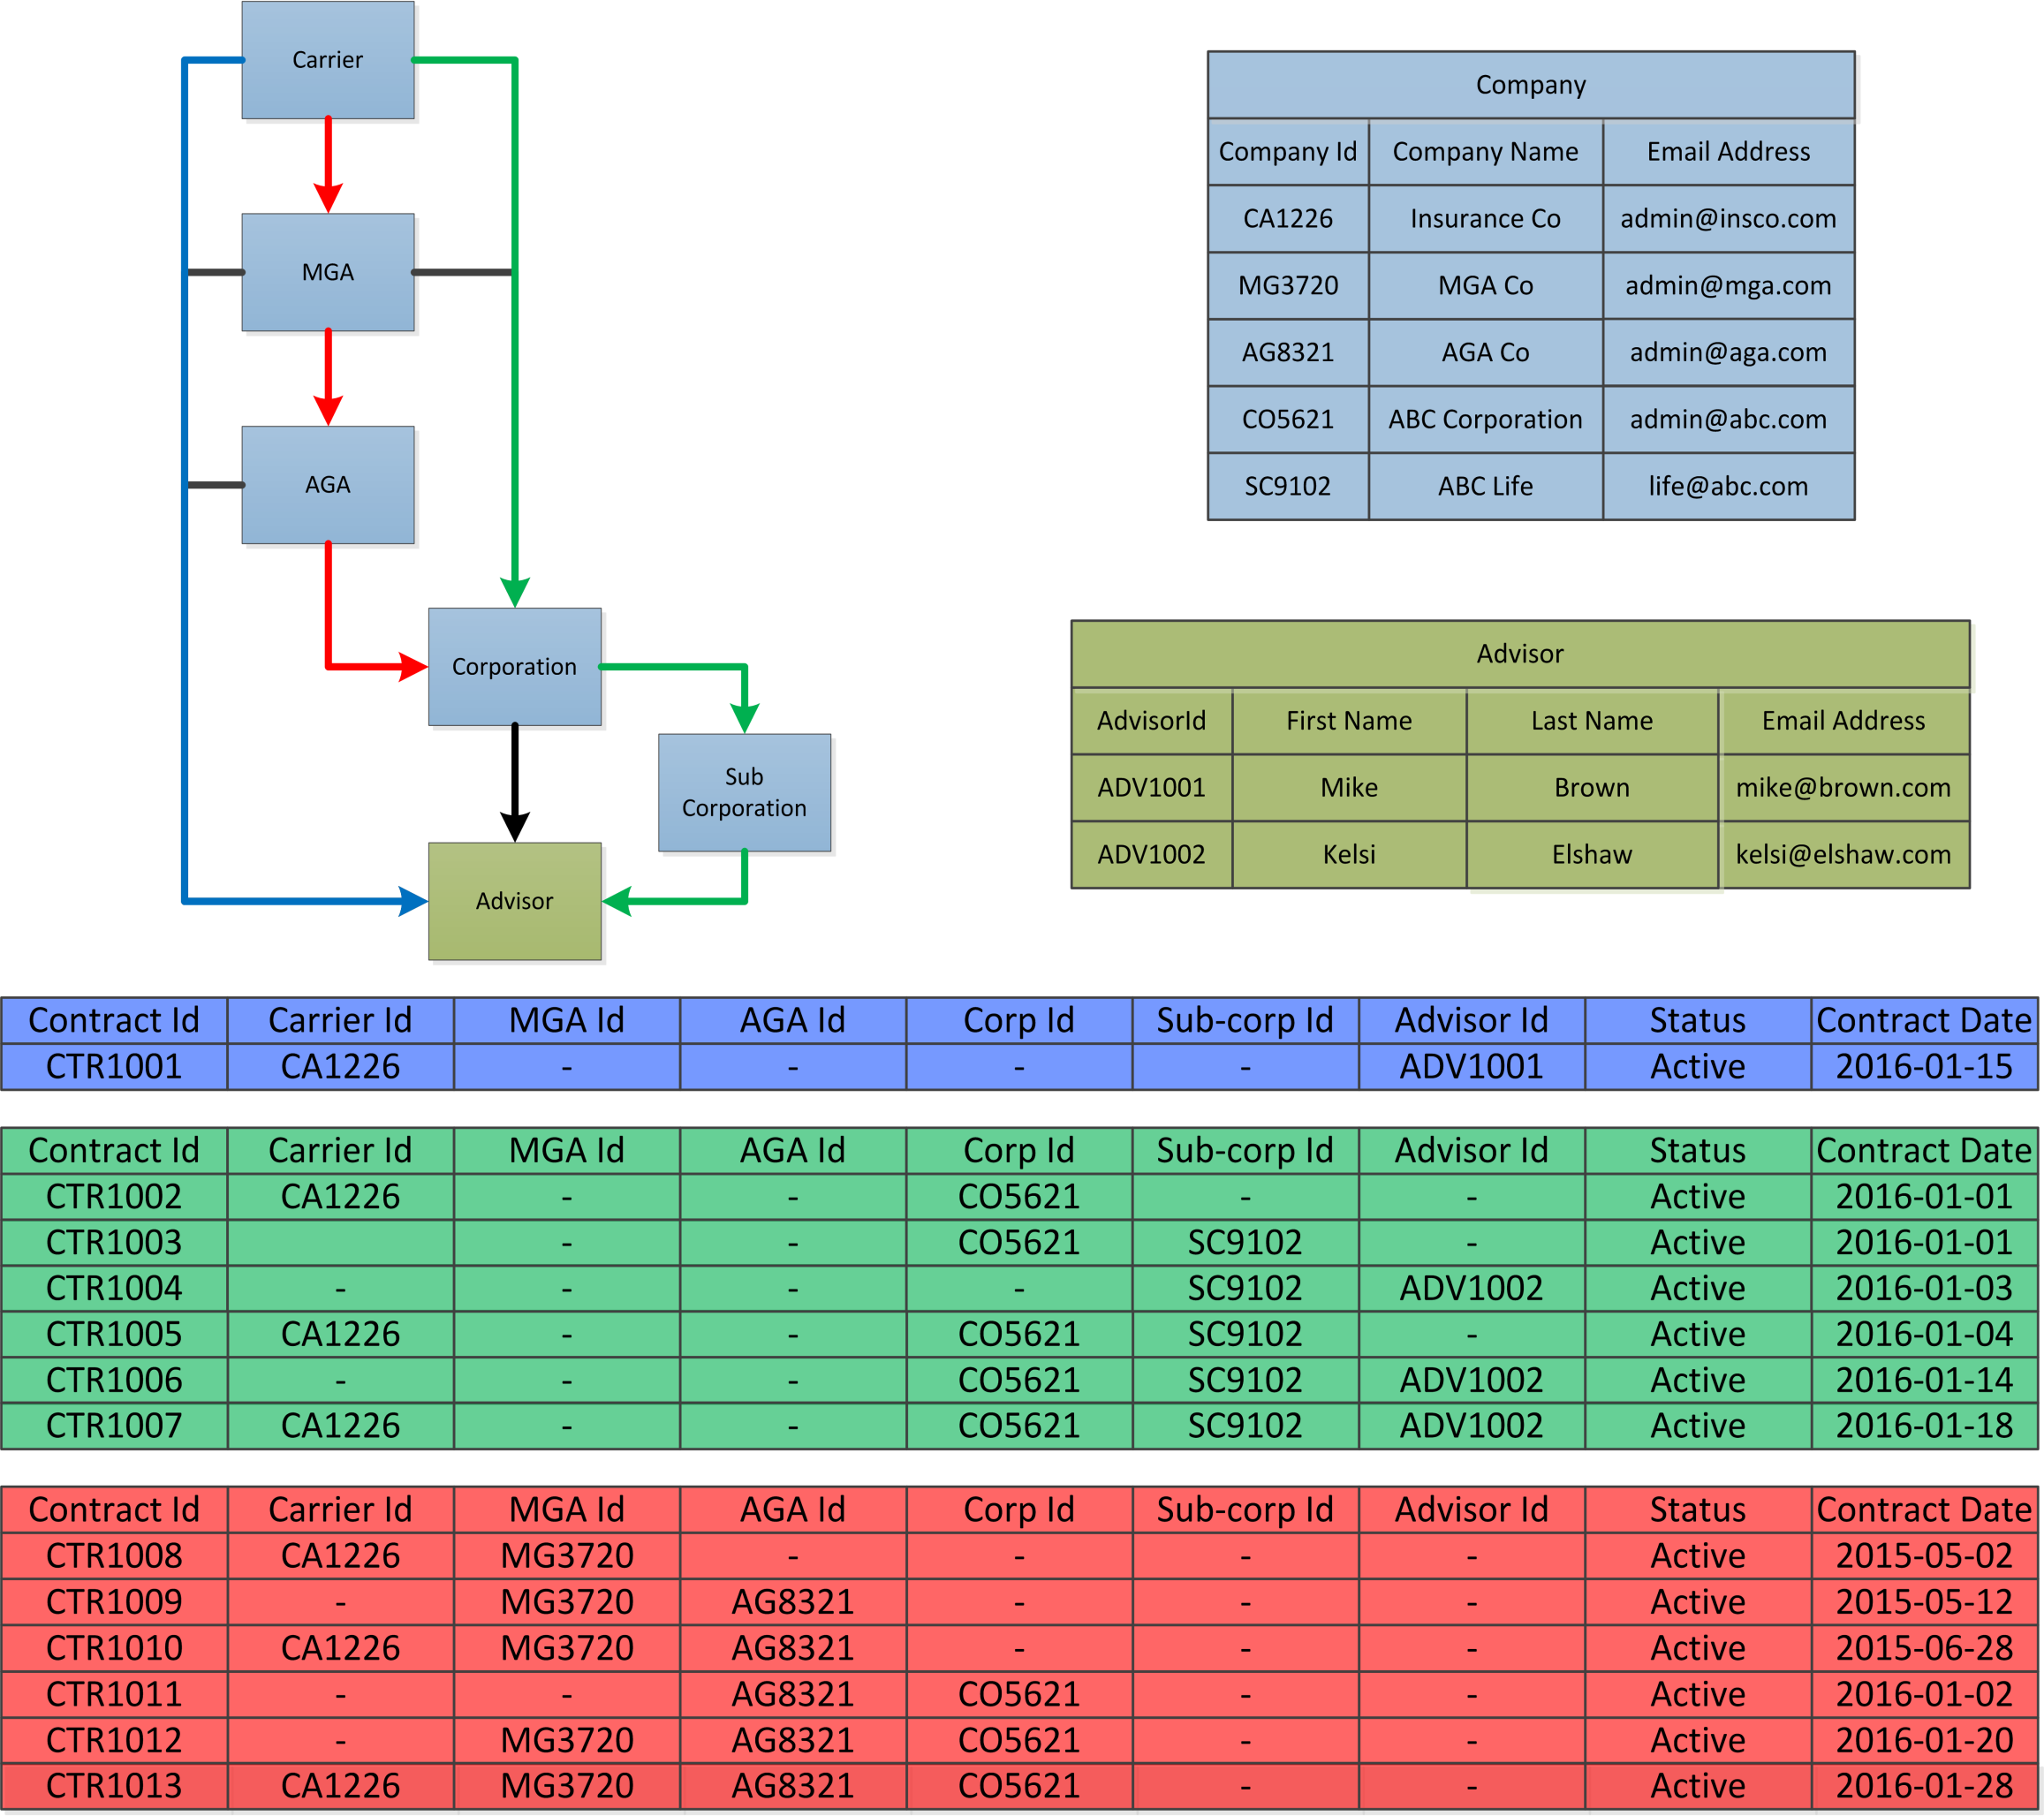 Carrier
MGA
AGA
Corporation
Sub
Corporation
Advisor
Company
Company Id Company Name Email Address
CA1226 Insurance Co admin@insco.com
MG3720 MGA Co admin@mga.com
AG8321 AGA Co admin@aga.com
CO5621 ABC Corporation admin@abc.com
SC9102 ABC Life life@abc.com
Advisor
AdvisorId First Name Last Name Email Address
ADV1001 Mike Brown mike@brown.com
ADV1002 Kelsi Elshaw kelsi@elshaw.com
Contract Id Carrier Id MGA Id AGA Id Corp Id Sub-corp Id Advisor Id Status Contract Date
CTR1001 CA1226 - - - - ADV1001 Active 2016-01-15
Contract Id Carrier Id MGA Id AGA Id Corp Id Sub-corp Id Advisor Id Status Contract Date
CTR1002 CA1226 - - CO5621 - - Active 2016-01-01
CTR1003 - - CO5621 SC9102 - Active 2016-01-01
CTR1004 - - - - SC9102 ADV1002 Active 2016-01-03
CTR1005 CA1226 - - CO5621 SC9102 - Active 2016-01-04
CTR1006 - - - CO5621 SC9102 ADV1002 Active 2016-01-14
CTR1007 CA1226 - - CO5621 SC9102 ADV1002 Active 2016-01-18
Contract Id Carrier Id MGA Id AGA Id Corp Id Sub-corp Id Advisor Id Status Contract Date
CTR1008 CA1226 MG3720 - - - - Active 2015-05-02
CTR1009 - MG3720 AG8321 - - - Active 2015-05-12
CTR1010 CA1226 MG3720 AG8321 - - - Active 2015-06-28
CTR1011 - - AG8321 CO5621 - - Active 2016-01-02
CTR1012 - MG3720 AG8321 CO5621 - - Active 2016-01-20
CTR1013 CA1226 MG3720 AG8321 CO5621 - - Active 2016-01-28